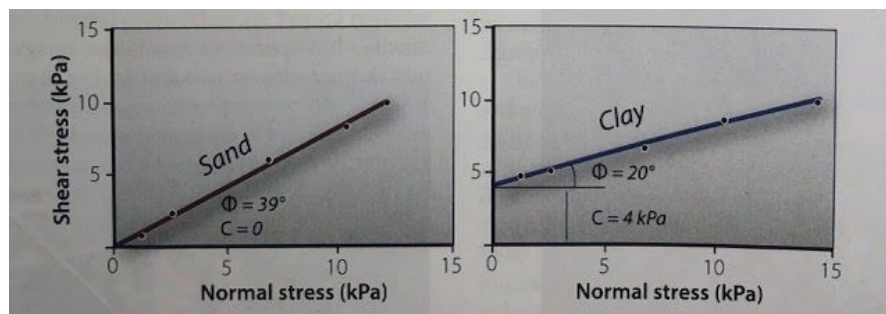 Shear stress (kPa)
15
10
5
0
5
10
15
Normal stress (kPa)
Sand
Φ = 39°
C = 0
15
10
5
0
5
10
15
Normal stress (kPa)
Clay
Φ = 20°
C = 4 kPa